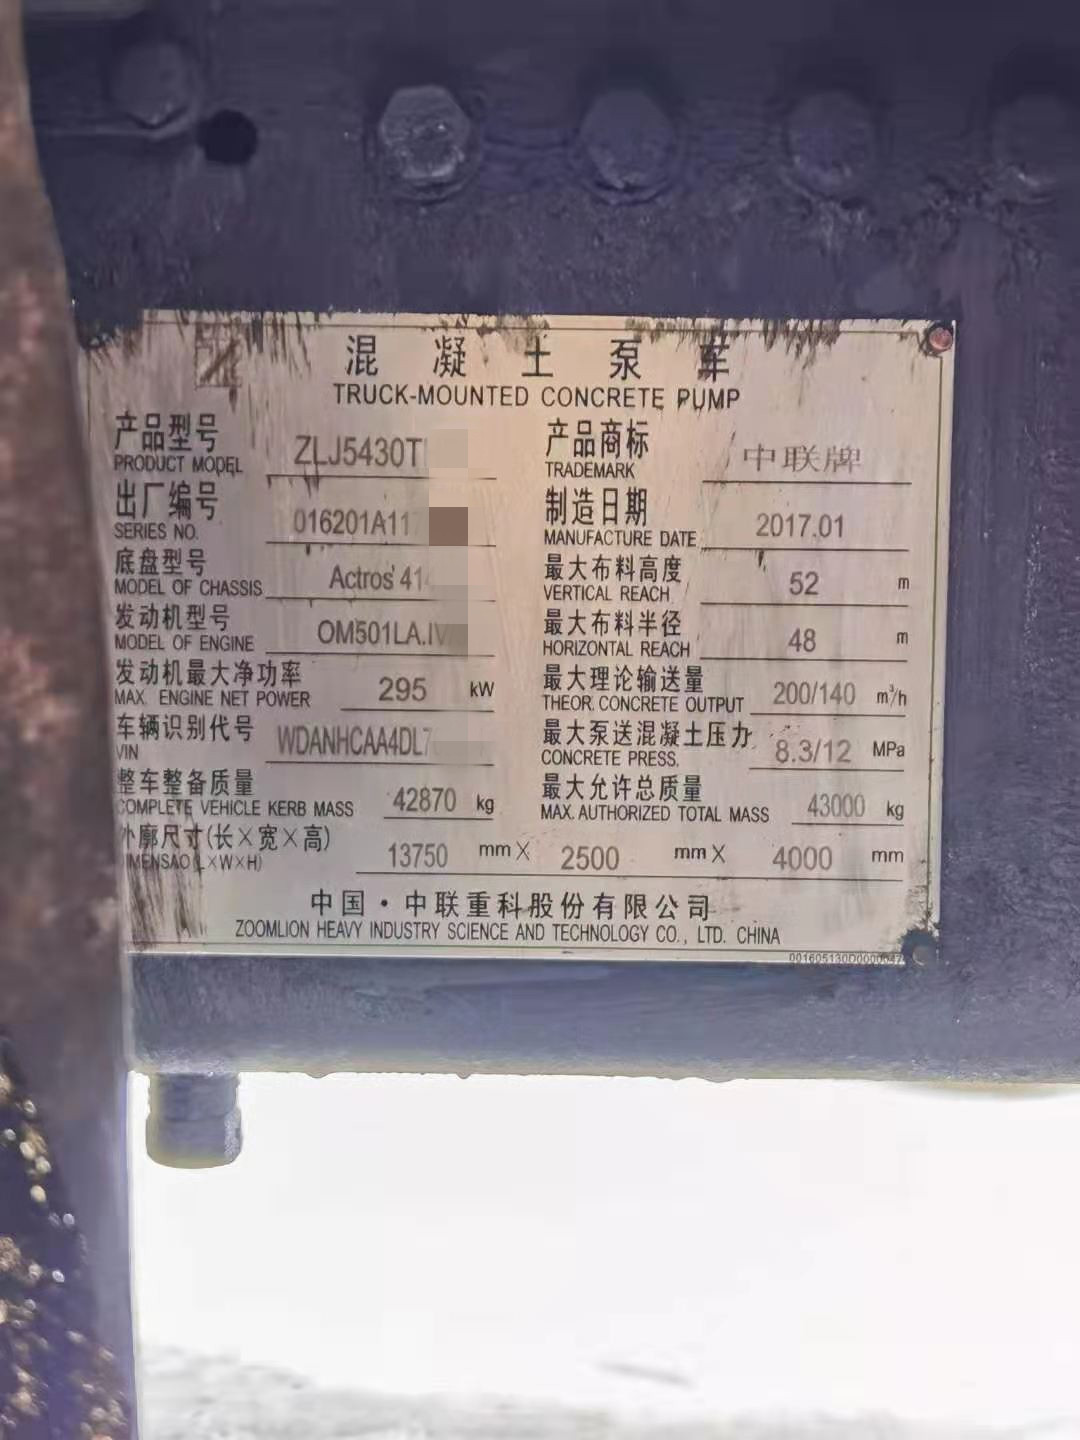 混凝土泵车
TRUCK-MOUNTED CONCRETE PUMP
产品型号 ZLJ5430T
PRODUCT MODEL
出厂编号 016201A11
SERIES NO.
底盘型号 Actros'41
MODEL OF CHASSIS
发动机型号 OM501LA.IV
MODEL OF ENGINE
发动机最大净功率 295 kW
MAX. ENGINE NET POWER
车辆识别代号 WDANHCAA4DL7
VIN
整车整备质量 42870 kg
COMPLETE VEHICLE KERB MASS
产品商标 中联牌
TRADEMARK
制造日期 2017.01
MANUFACTURE DATE
最大布料高度 52 m
VERTICAL REACH
最大布料半径 48 m
HORIZONTAL REACH
最大理论输送量 200/140 m³/h
THEOR. CONCRETE OUTPUT
最大泵送混凝土压力 8.3/12 MPa
CONCRETE PRESS.
最大允许总质量 43000 kg
MAX. AUTHORIZED TOTAL MASS
外廓尺寸(长×宽×高) 13750 mm× 2500 mm× 4000 mm
DIMENSAO(L×W×H)
中国·中联重科股份有限公司
ZOOMLION HEAVY INDUSTRY SCIENCE AND TECHNOLOGY CO., LTD. CHINA